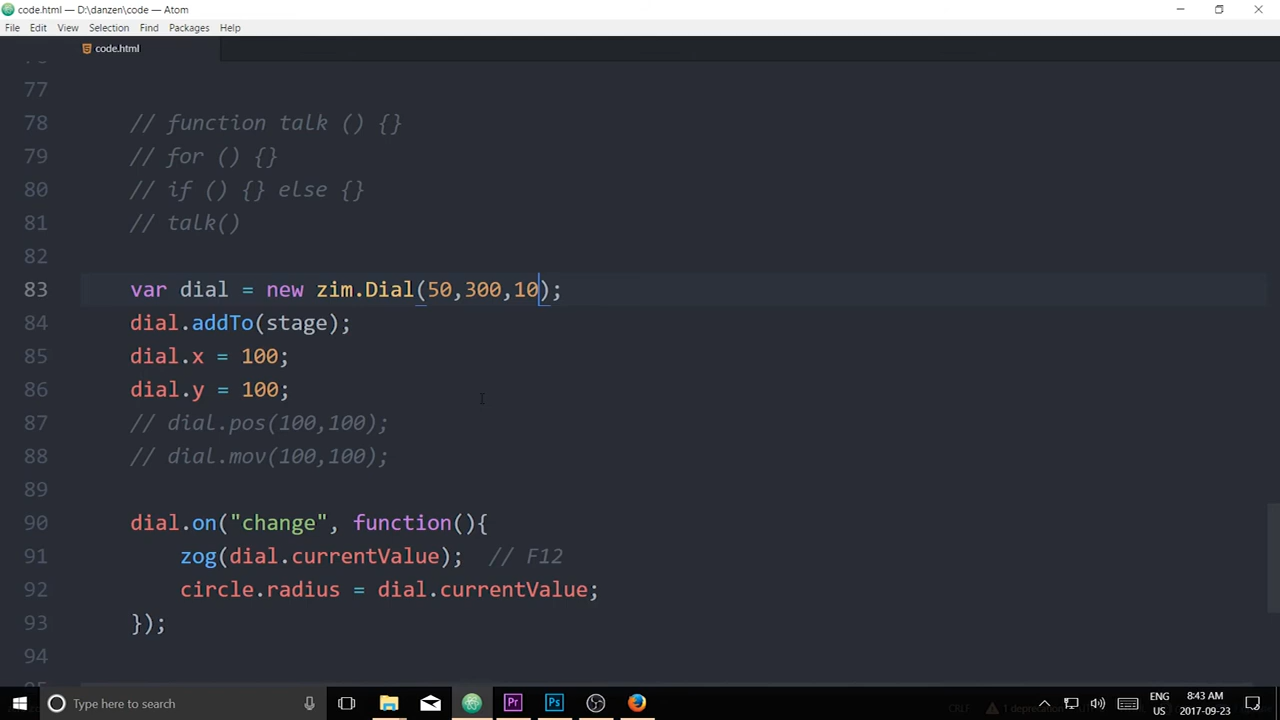 code.html — D:\danzen\code — Atom
File Edit View Selection Find Packages Help
code.html
77
78 // function talk () {}
79 // for () {}
80 // if () {} else {}
81 // talk()
82
83 var dial = new zim.Dial(50,300,10);
84 dial.addTo(stage);
85 dial.x = 100;
86 dial.y = 100;
87 // dial.pos(100,100);
88 // dial.mov(100,100);
89
90 dial.on("change", function(){
91 zog(dial.currentValue); // F12
92 circle.radius = dial.currentValue;
93 });
94
Type here to search
ENG
US
8:43 AM
2017-09-23